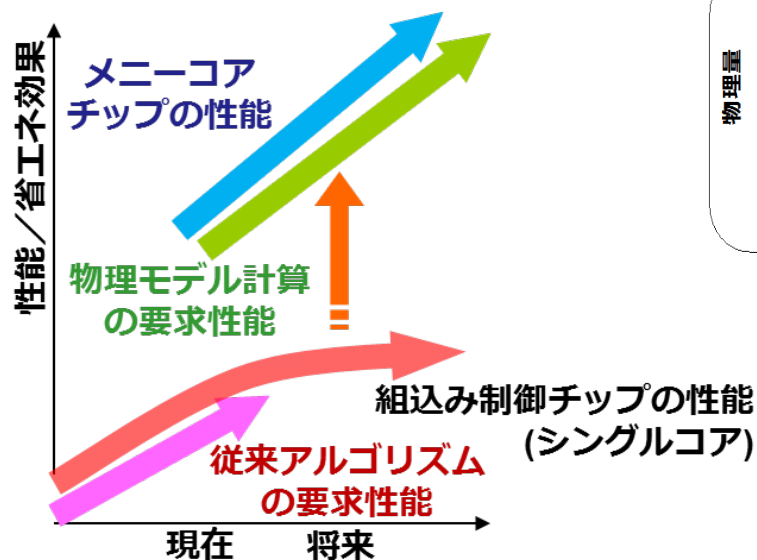 メニーコア
チップの性能
性能／省エネ効果
物理量
物理モデル計算
の要求性能
組込み制御チップの性能
(シングルコア)
従来アルゴリズム
の要求性能
現在
将来